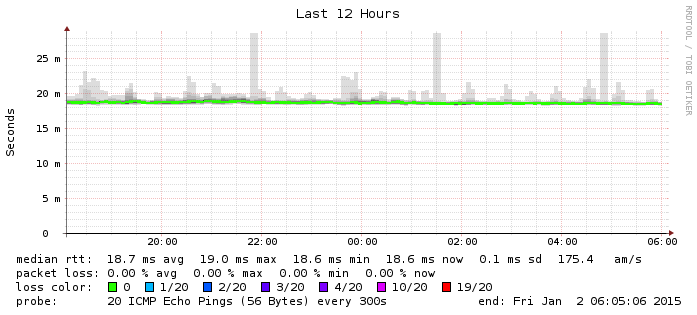 Last 12 Hours
RRDTOOL / TOBI OETIKER
Seconds
25 m
20 m
15 m
10 m
5 m
0
20:00 22:00 00:00 02:00 04:00 06:00
median rtt: 18.7 ms avg 19.0 ms max 18.6 ms min 18.6 ms now 0.1 ms sd 175.4 am/s
packet loss: 0.00 % avg 0.00 % max 0.00 % min 0.00 % now
loss color: 0 1/20 2/20 3/20 4/20 10/20 19/20
probe: 20 ICMP Echo Pings (56 Bytes) every 300s end: Fri Jan 2 06:05:06 2015